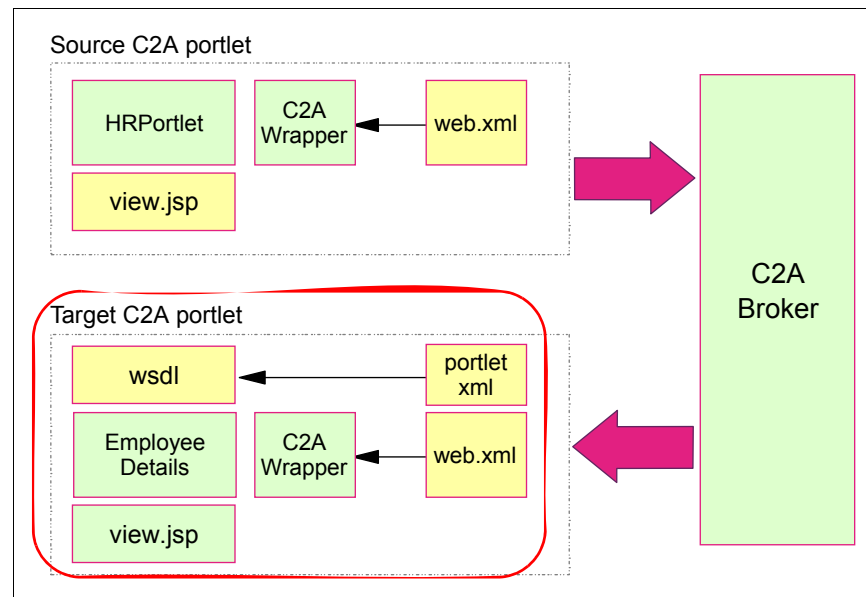 Source C2A portlet
HRPortlet
C2A
Wrapper
web.xml
view.jsp
C2A
Broker
Target C2A portlet
wsdl
portlet
xml
Employee
Details
C2A
Wrapper
web.xml
view.jsp